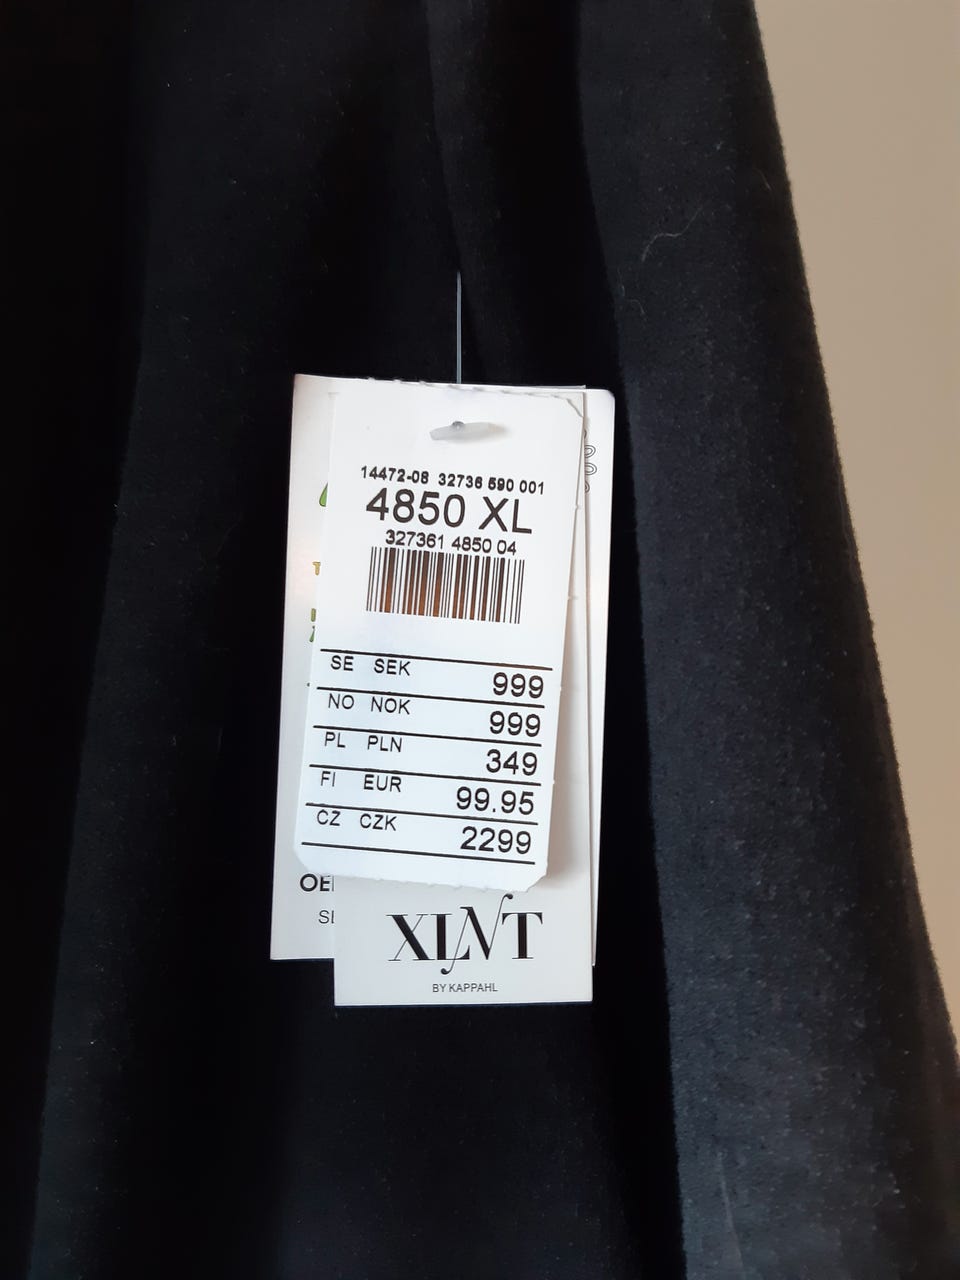 14472-08 32736 590 001
4850 XL
327361 4850 04
SE SEK 999
NO NOK 999
PL PLN 349
FI EUR 99.95
CZ CZK 2299
XLNT
BY KAPPAHL